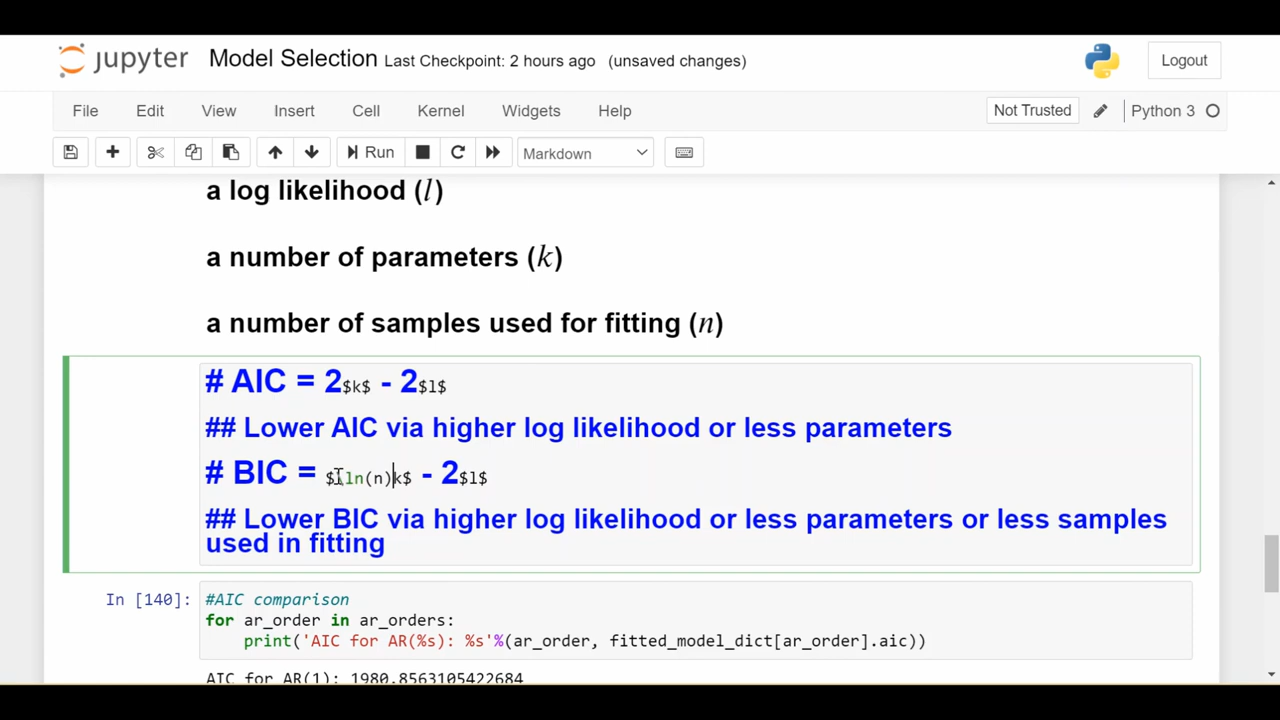 jupyter Model Selection Last Checkpoint: 2 hours ago (unsaved changes) Logout
File Edit View Insert Cell Kernel Widgets Help Not Trusted Python 3
Run Markdown
a log likelihood (l)
a number of parameters (k)
a number of samples used for fitting (n)
# AIC = 2$k$ - 2$l$
## Lower AIC via higher log likelihood or less parameters
# BIC = $\ln(n)k$ - 2$l$
## Lower BIC via higher log likelihood or less parameters or less samples
used in fitting
In [140]: #AIC comparison
for ar_order in ar_orders:
print('AIC for AR(%s): %s'%(ar_order, fitted_model_dict[ar_order].aic))
AIC for AR(1): 1980.8563105422684